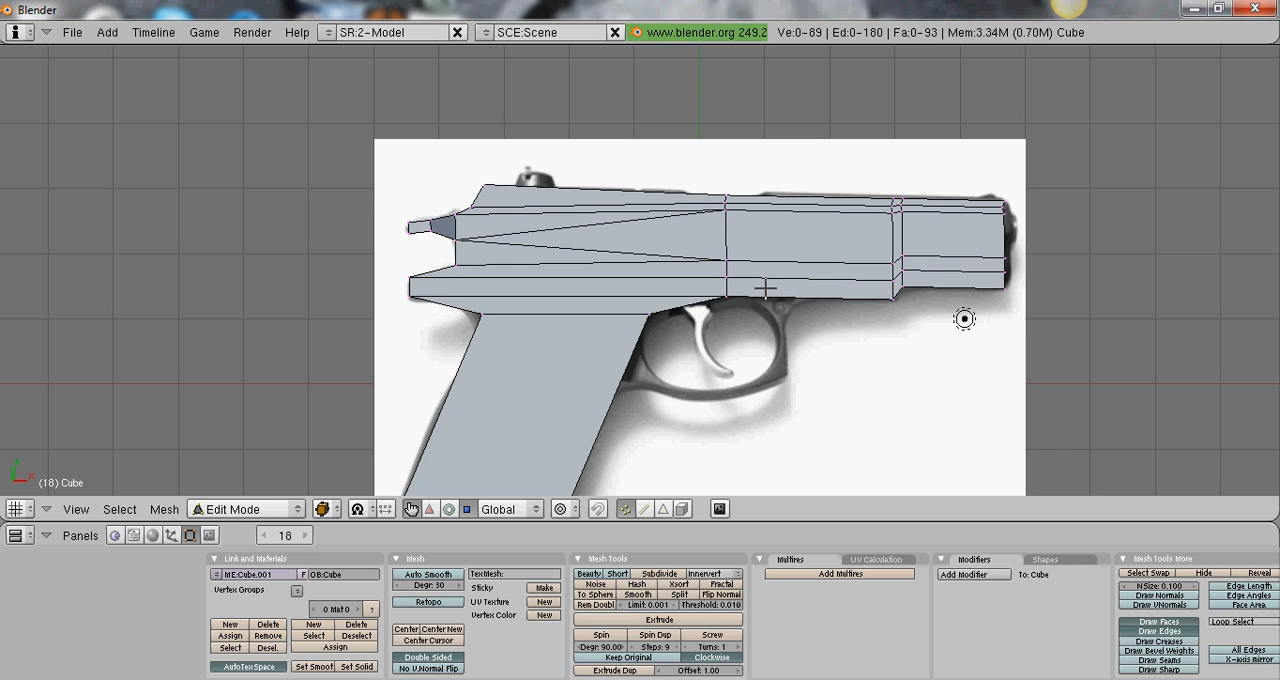 Blender
File Add Timeline Game Render Help SR:2-Model SCE:Scene www.blender.org 249.2 Ve:0-89 | Ed:0-180 | Fa:0-93 | Mem:3.34M (0.70M) Cube
(18) Cube
View Select Mesh Edit Mode Global
Panels 18
Link and Materials
ME:Cube.001 F OB:Cube
Vertex Groups
0 Mat 0 ?
New Delete New Delete
Assign Remove Select Deselect
Select Desel. Assign
AutoTexSpace Set Smoot Set Solid
Mesh
Auto Smooth TexMesh:
Degr: 30 Sticky Make
Retopo UV Texture New
Vertex Color New
Center Center New
Center Cursor
Double Sided
No V.Normal Flip
Mesh Tools
Beauty Short Subdivide Innervert
Noise Hash Xsort Fractal
To Sphere Smooth Split Flip Normal
Rem Doubl Limit: 0.001 Threshold: 0.010
Extrude
Spin Spin Dup Screw
Degr: 90.00 Steps: 9 Turns: 1
Keep Original Clockwise
Extrude Dup Offset: 1.00
Multires UV Calculation
Add Multires
Modifiers Shapes
Add Modifier To: Cube
Mesh Tools More
Select Swap Hide Reveal
NSize: 0.100 Edge Length
Draw Normals Edge Angles
Draw VNormals Face Area
Draw Faces Loop Select
Draw Edges
Draw Creases
Draw Bevel Weights All Edges
Draw Seams X-axis mirror
Draw Sharp